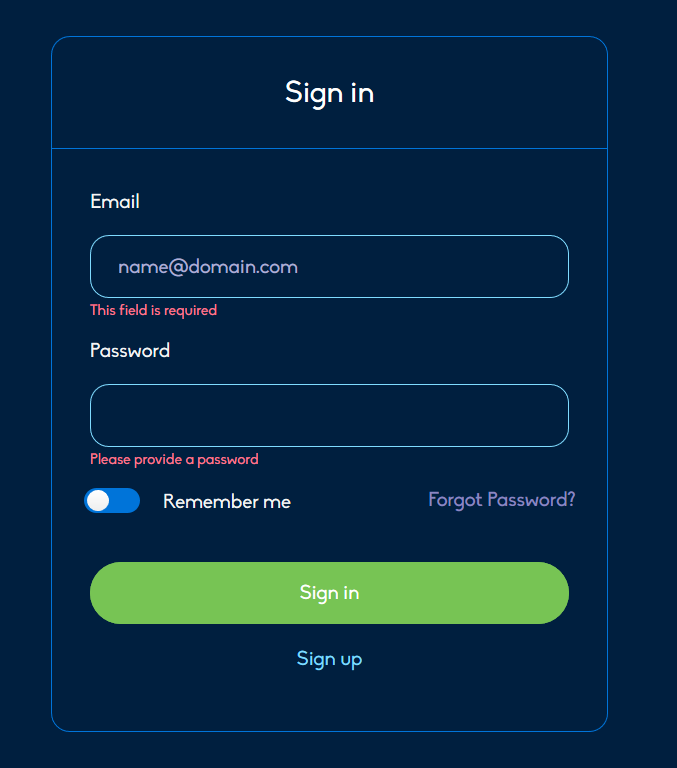 Sign in
Email
name@domain.com
This field is required
Password
Please provide a password
Remember me
Forgot Password?
Sign in
Sign up